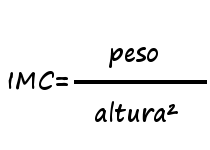 peso
IMC=
altura²